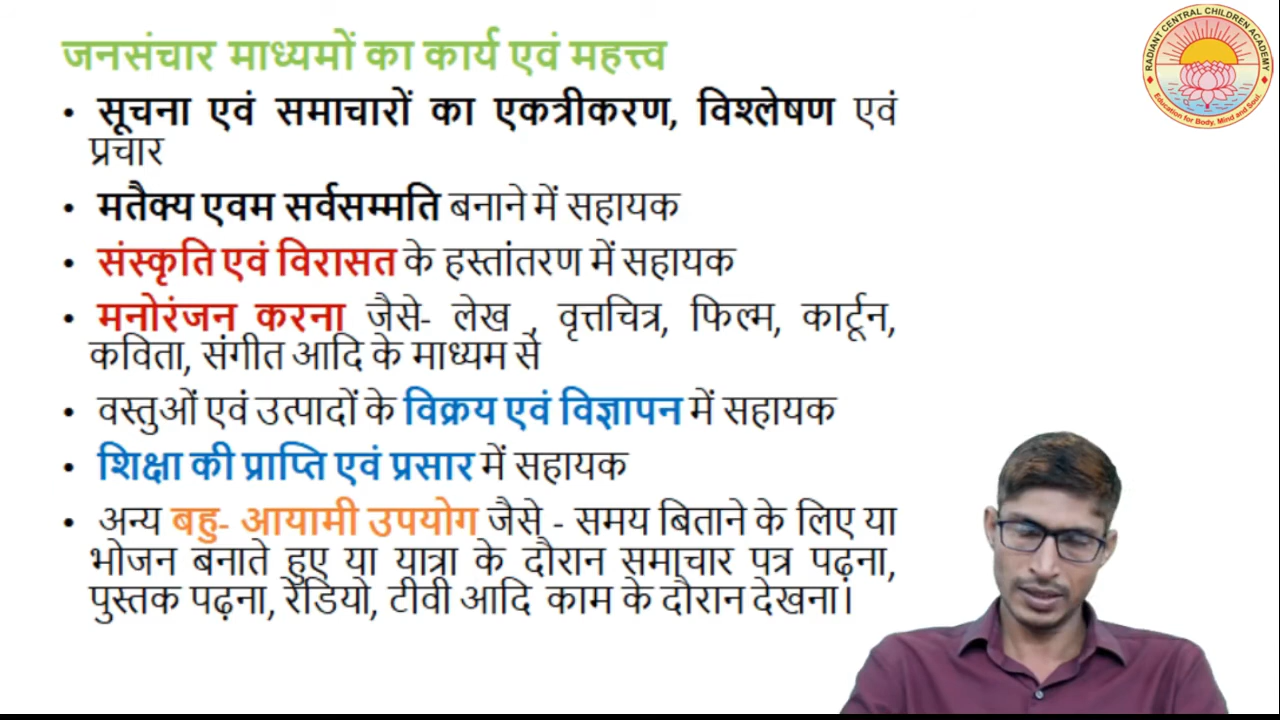 जनसंचार माध्यमों का कार्य एवं महत्त्व
• सूचना एवं समाचारों का एकत्रीकरण, विश्लेषण एवं
प्रचार
• मतैक्य एवम सर्वसम्मति बनाने में सहायक
• संस्कृति एवं विरासत के हस्तांतरण में सहायक
• मनोरंजन करना जैसे- लेख , वृत्तचित्र, फिल्म, कार्टून,
कविता, संगीत आदि के माध्यम से
• वस्तुओं एवं उत्पादों के विक्रय एवं विज्ञापन में सहायक
• शिक्षा की प्राप्ति एवं प्रसार में सहायक
• अन्य बहु- आयामी उपयोग जैसे - समय बिताने के लिए या
भोजन बनाते हुए या यात्रा के दौरान समाचार पत्र पढ़ना,
पुस्तक पढ़ना, रेडियो, टीवी आदि काम के दौरान देखना।
RADIANT CENTRAL CHILDREN ACADEMY
Education for Body, Mind and Soul